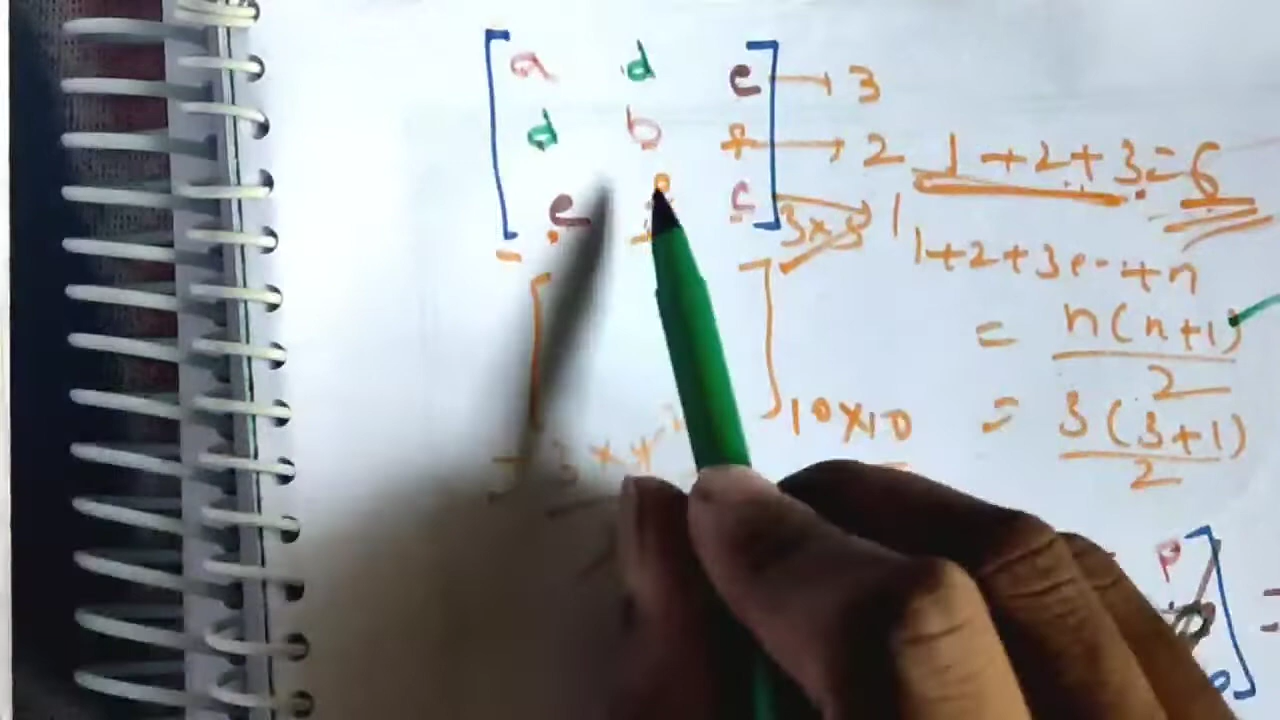 a d e → 3
d b f → 2 1+2+3=6
e c 3×3 1
1+2+3+--+n
= n(n+1)/2
10×10
= 3(3+1)/2
p